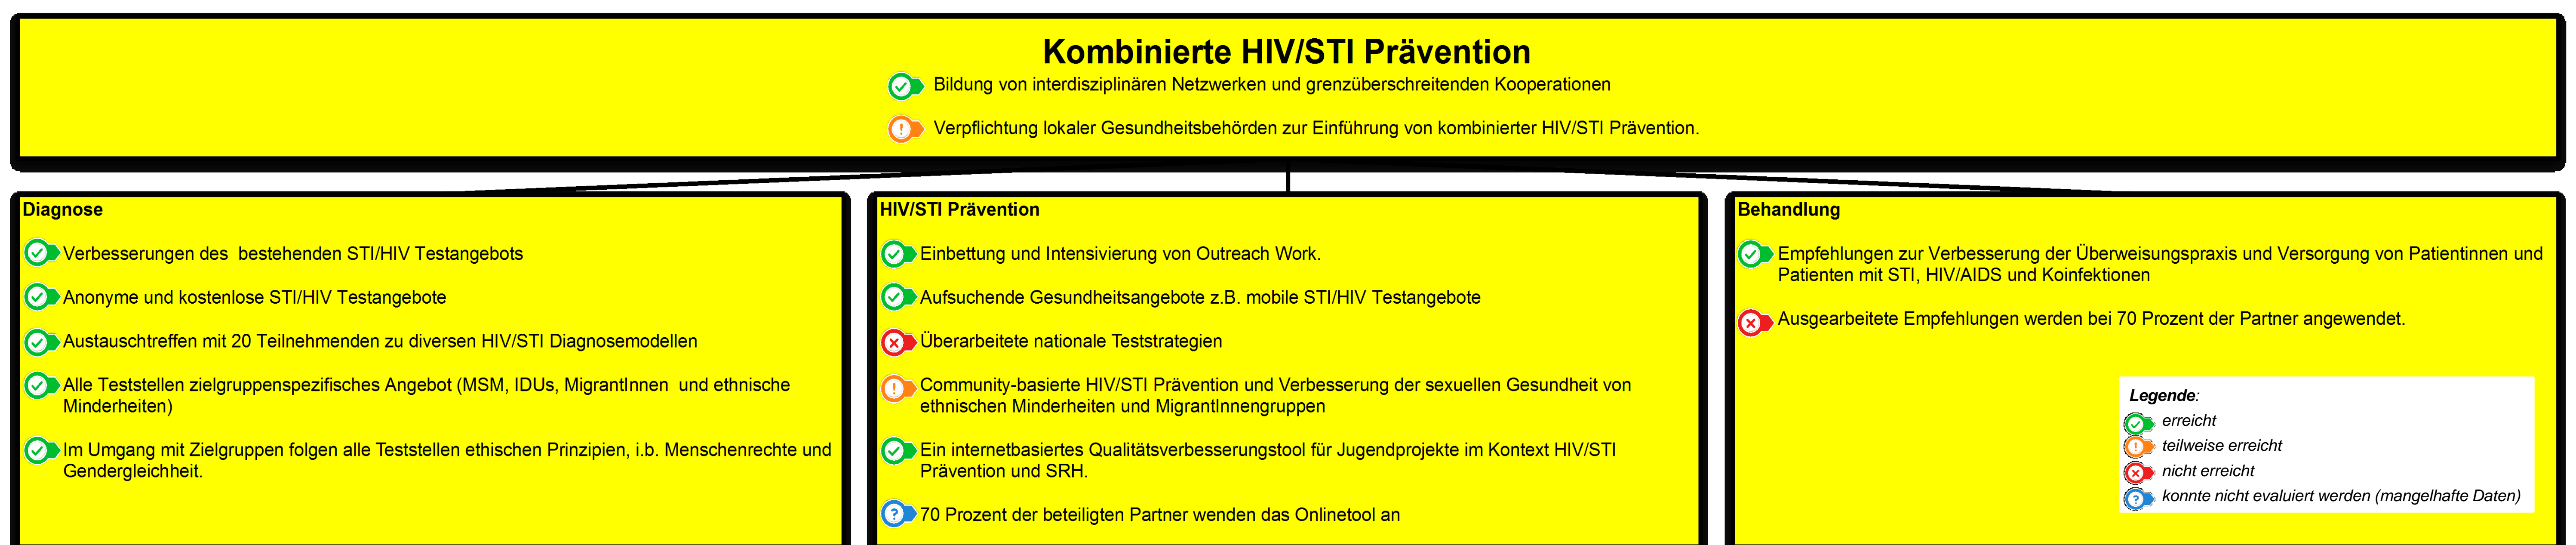 Kombinierte HIV/STI Prävention
Bildung von interdisziplinären Netzwerken und grenzüberschreitenden Kooperationen
Verpflichtung lokaler Gesundheitsbehörden zur Einführung von kombinierter HIV/STI Prävention.
Diagnose
Verbesserungen des  bestehenden STI/HIV Testangebots
Anonyme und kostenlose STI/HIV Testangebote
Austauschtreffen mit 20 Teilnehmenden zu diversen HIV/STI Diagnosemodellen
Alle Teststellen zielgruppenspezifisches Angebot (MSM, IDUs, MigrantInnen  und ethnische
Minderheiten)
Im Umgang mit Zielgruppen folgen alle Teststellen ethischen Prinzipien, i.b. Menschenrechte und
Gendergleichheit.
HIV/STI Prävention
Einbettung und Intensivierung von Outreach Work.
Aufsuchende Gesundheitsangebote z.B. mobile STI/HIV Testangebote
Überarbeitete nationale Teststrategien
Community-basierte HIV/STI Prävention und Verbesserung der sexuellen Gesundheit von
ethnischen Minderheiten und MigrantInnengruppen
Ein internetbasiertes Qualitätsverbesserungstool für Jugendprojekte im Kontext HIV/STI
Prävention und SRH.
70 Prozent der beteiligten Partner wenden das Onlinetool an
Behandlung
Empfehlungen zur Verbesserung der Überweisungspraxis und Versorgung von Patientinnen und
Patienten mit STI, HIV/AIDS und Koinfektionen
Ausgearbeitete Empfehlungen werden bei 70 Prozent der Partner angewendet.
Legende:
erreicht
teilweise erreicht
nicht erreicht
konnte nicht evaluiert werden (mangelhafte Daten)